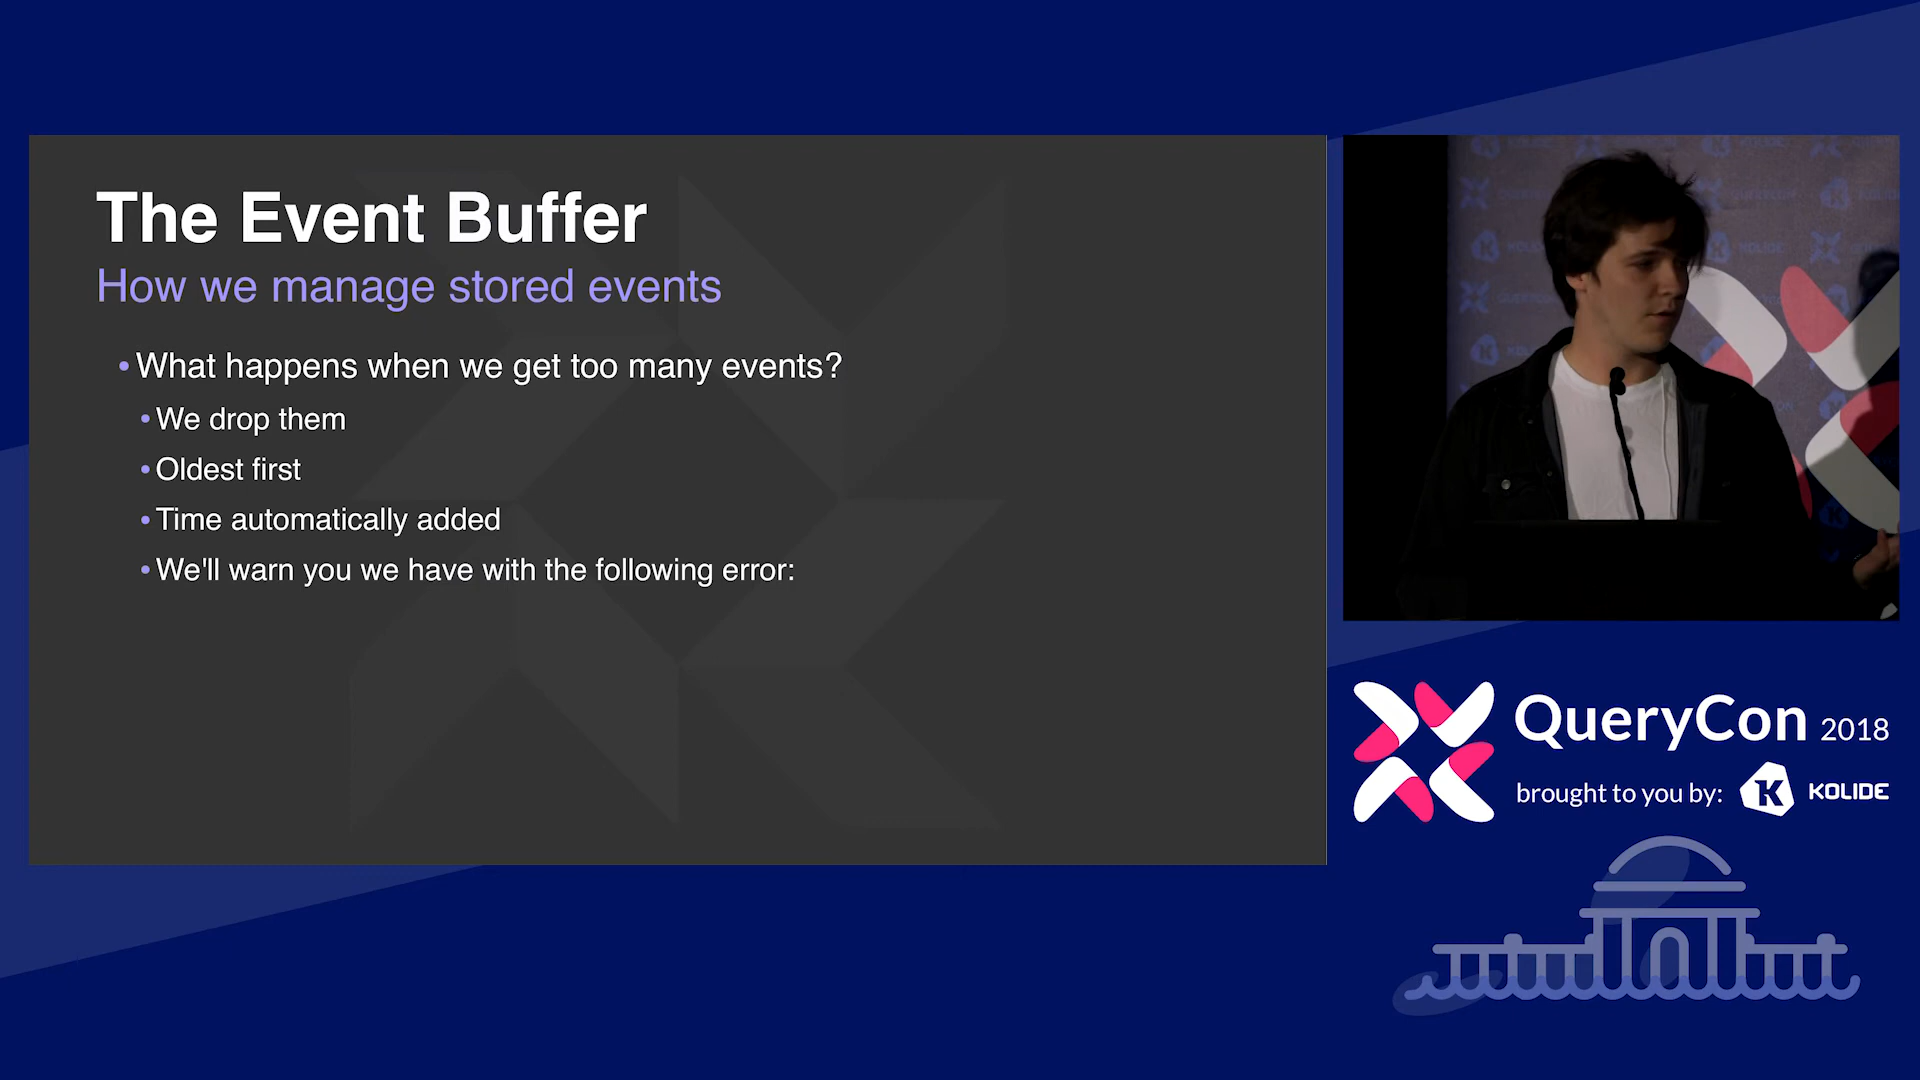 The Event Buffer
How we manage stored events
• What happens when we get too many events?
• We drop them
• Oldest first
• Time automatically added
• We'll warn you we have with the following error:
QueryCon 2018
brought to you by: K KOLIDE